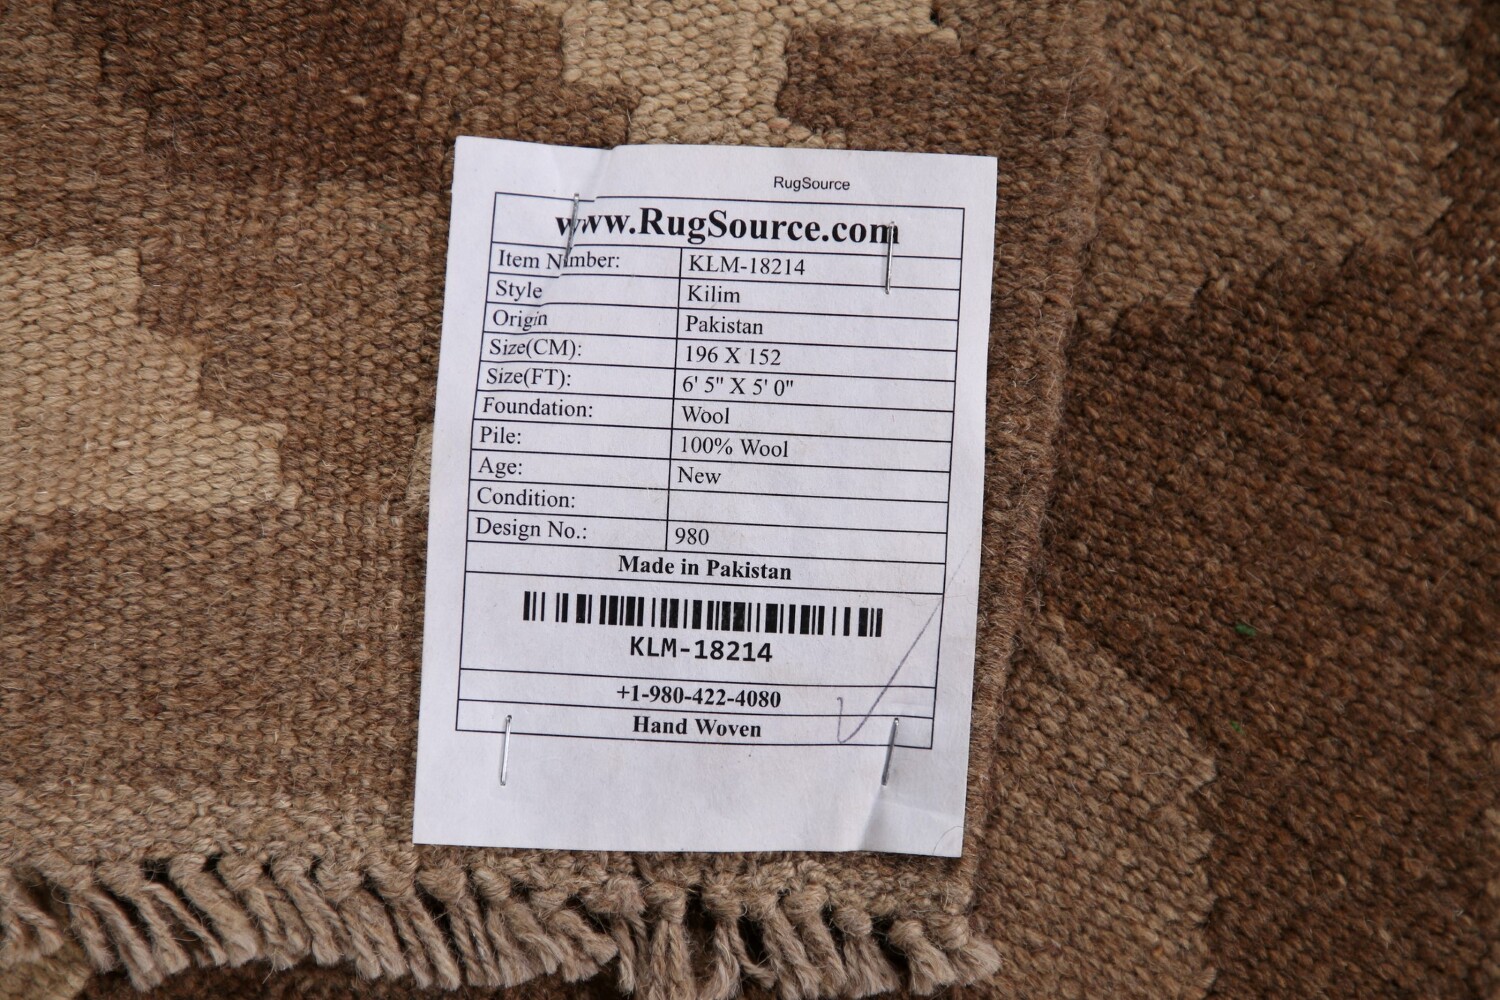 RugSource
www.RugSource.com
Item Number: KLM-18214
Style Kilim
Origin Pakistan
Size(CM): 196 X 152
Size(FT): 6' 5" X 5' 0"
Foundation: Wool
Pile: 100% Wool
Age: New
Condition:
Design No.: 980
Made in Pakistan
KLM-18214
+1-980-422-4080
Hand Woven